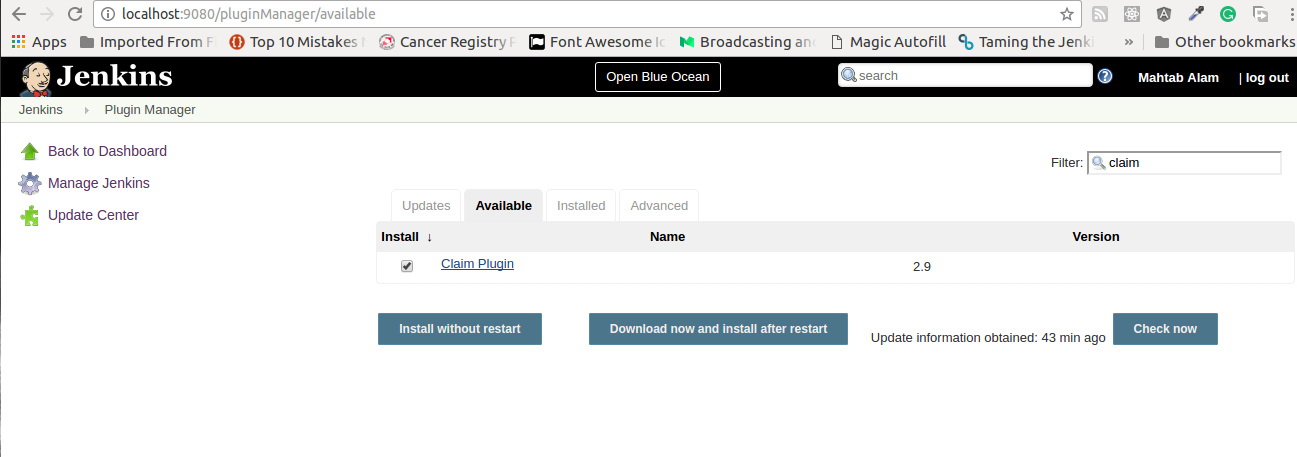 localhost:9080/pluginManager/available
Apps Imported From F Top 10 Mistakes Cancer Registry Font Awesome Broadcasting an Magic Autofill Taming the Jenk » Other bookmarks
Jenkins Open Blue Ocean search ? Mahtab Alam | log out
Jenkins Plugin Manager
Back to Dashboard
Manage Jenkins
Update Center
Filter: claim
Updates Available Installed Advanced
Install ↓ Name Version
Claim Plugin 2.9
Install without restart Download now and install after restart Update information obtained: 43 min ago Check now